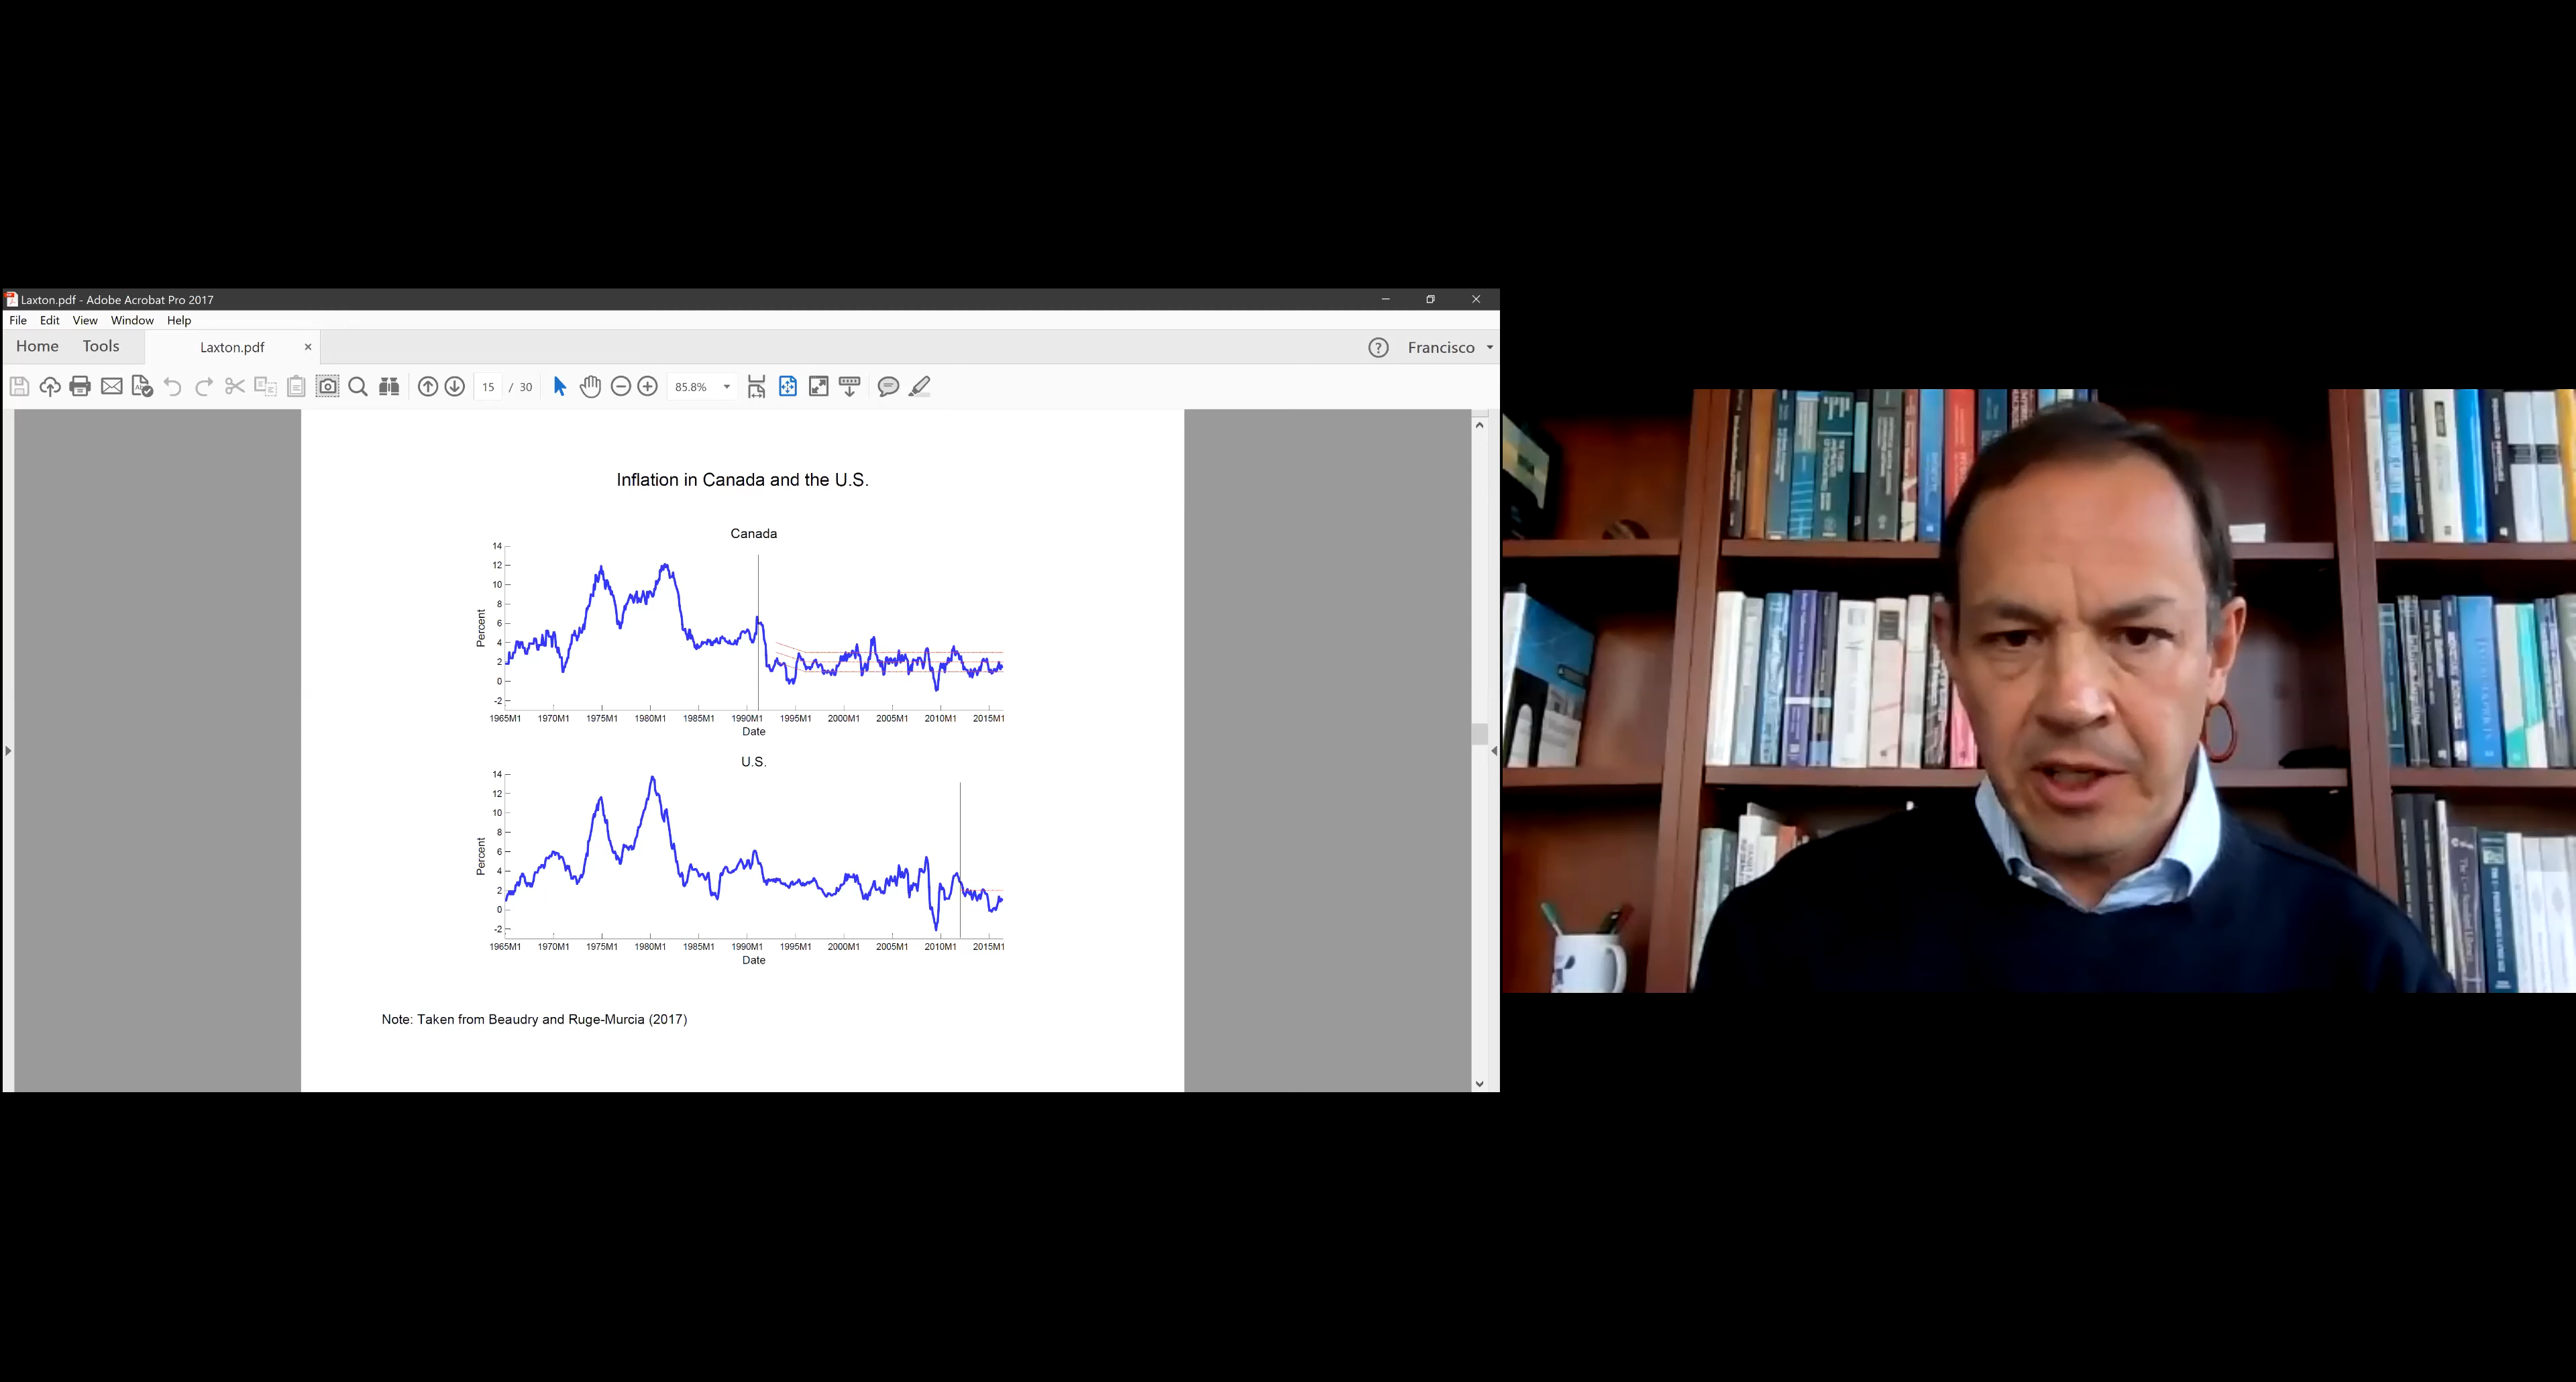 Laxton.pdf - Adobe Acrobat Pro 2017
File Edit View Window Help
Home Tools Laxton.pdf × ? Francisco
15 / 30 85.8%
Inflation in Canada and the U.S.
Canada
14
12
10
8
6
4
2
0
-2
Percent
1965M1 1970M1 1975M1 1980M1 1985M1 1990M1 1995M1 2000M1 2005M1 2010M1 2015M1
Date
U.S.
14
12
10
8
6
4
2
0
-2
Percent
1965M1 1970M1 1975M1 1980M1 1985M1 1990M1 1995M1 2000M1 2005M1 2010M1 2015M1
Date
Note: Taken from Beaudry and Ruge-Murcia (2017)